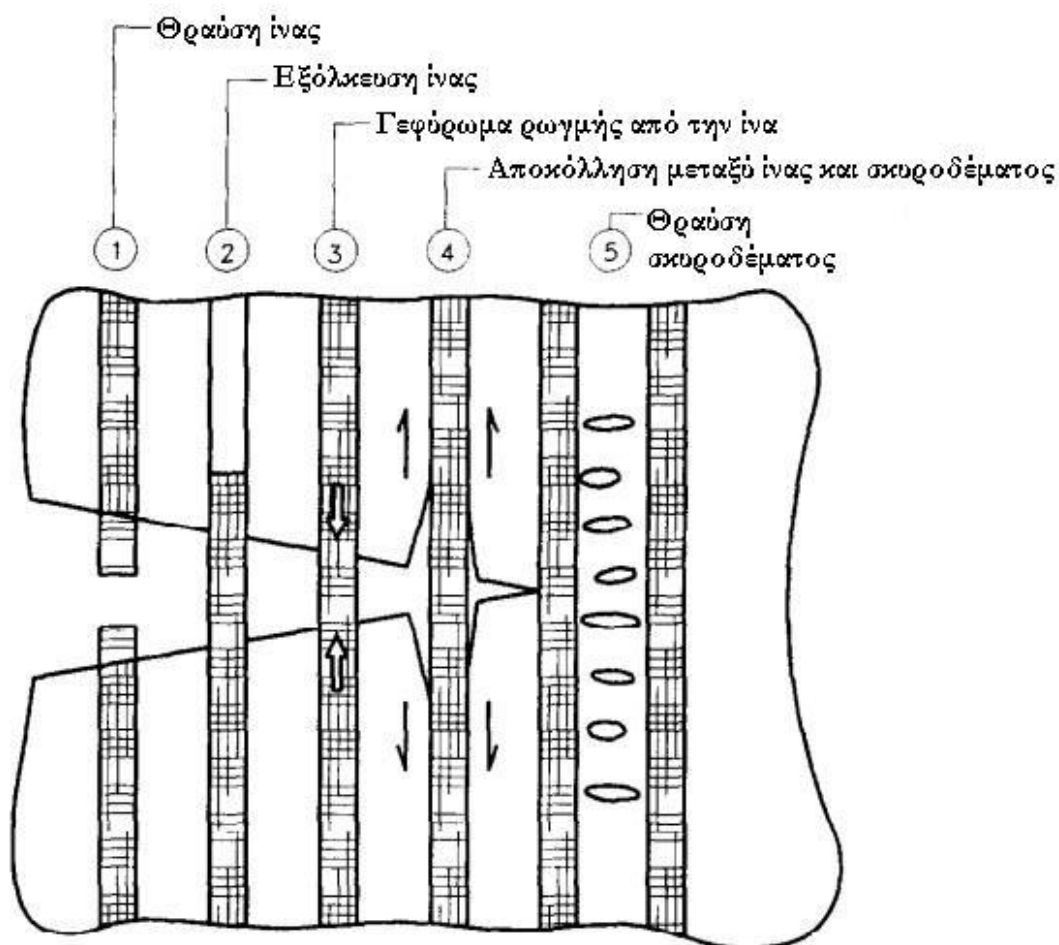 Θραύση ίνας
Εξόλκευση ίνας
Γεφύρωμα ρωγμής από την ίνα
Αποκόλληση μεταξύ ίνας και σκυροδέματος
1
2
3
4
5
Θραύση
σκυροδέματος